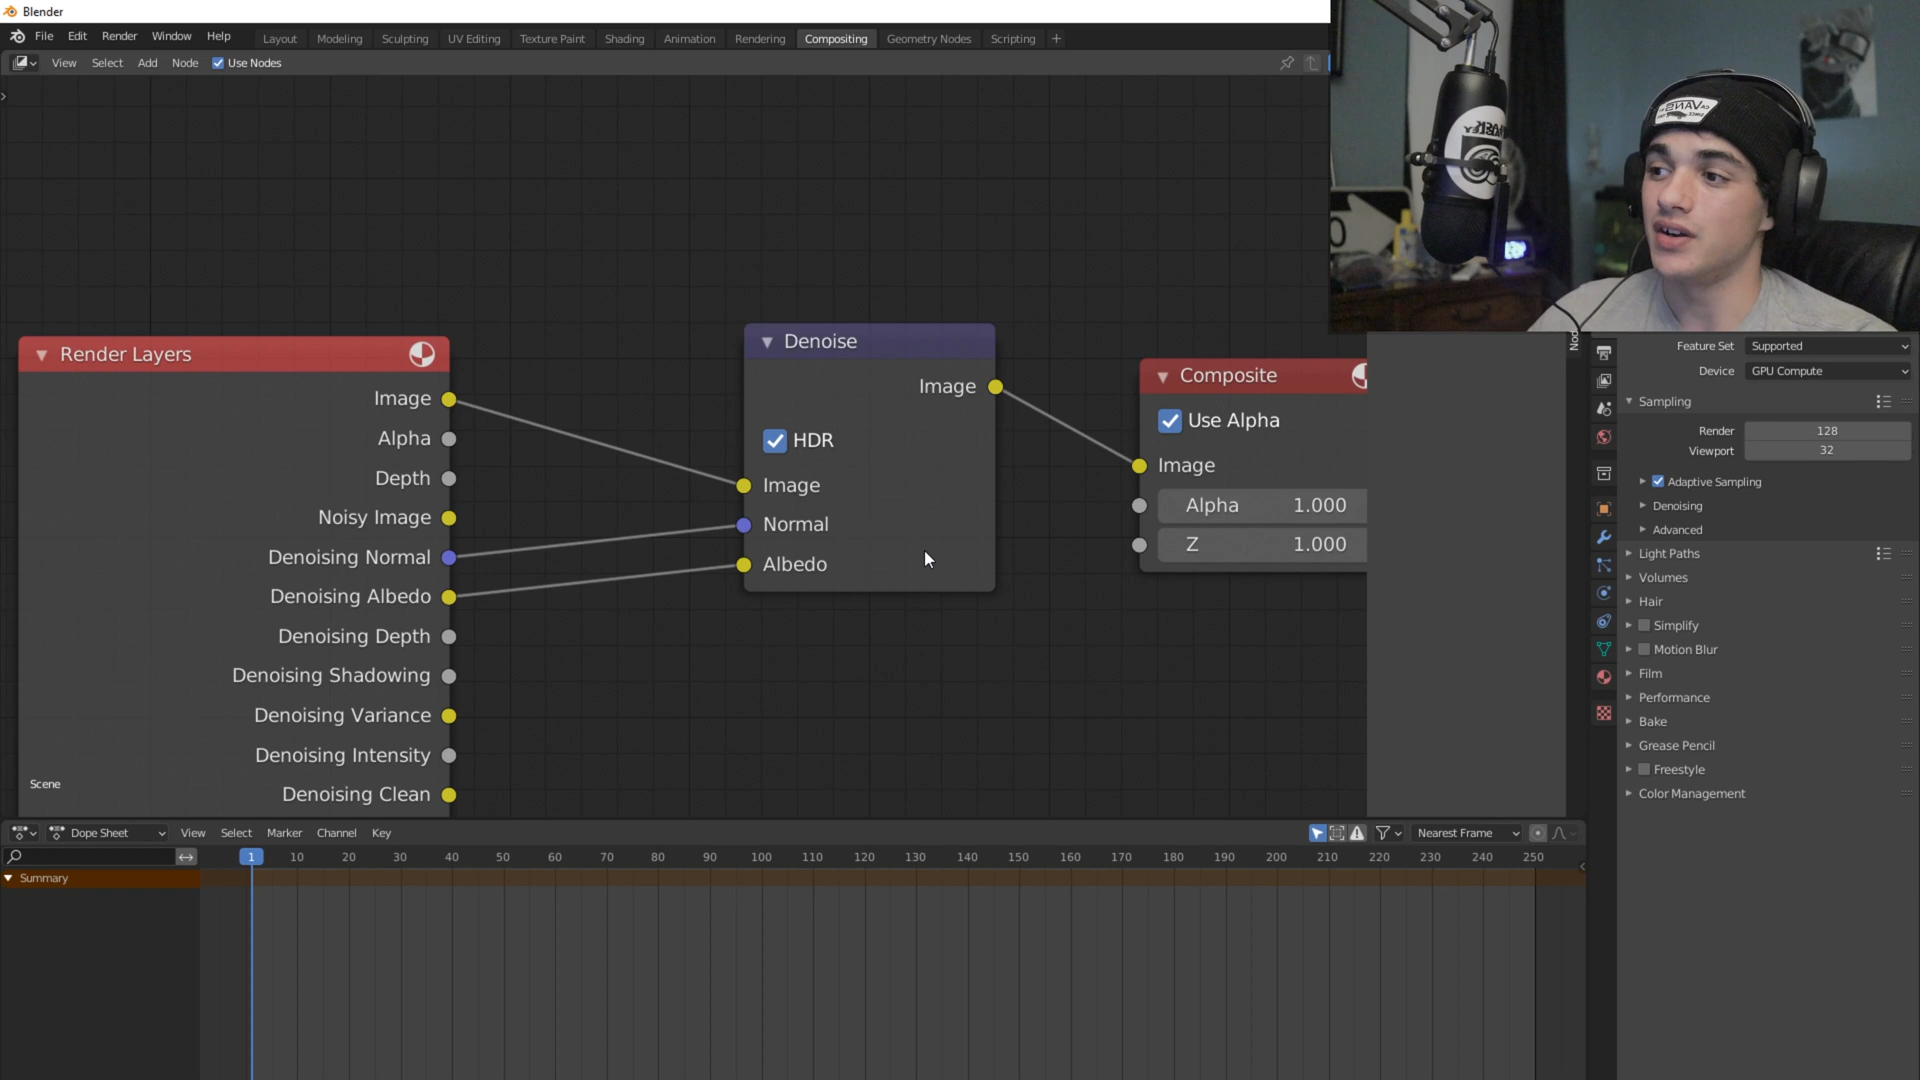 Blender
File Edit Render Window Help Layout Modeling Sculpting UV Editing Texture Paint Shading Animation Rendering Compositing Geometry Nodes Scripting
View Select Add Node Use Nodes
VANS
Render Layers
Image
Alpha
Depth
Noisy Image
Denoising Normal
Denoising Albedo
Denoising Depth
Denoising Shadowing
Denoising Variance
Denoising Intensity
Denoising Clean
Scene
Denoise
Image
HDR
Image
Normal
Albedo
Composite
Use Alpha
Image
Alpha 1.000
Z 1.000
Feature Set Supported
Device GPU Compute
Sampling
Render 128
Viewport 32
Adaptive Sampling
Denoising
Advanced
Light Paths
Volumes
Hair
Simplify
Motion Blur
Film
Performance
Bake
Grease Pencil
Freestyle
Color Management
Dope Sheet View Select Marker Channel Key Nearest Frame
1 10 20 30 40 50 60 70 80 90 100 110 120 130 140 150 160 170 180 190 200 210 220 230 240 250
Summary